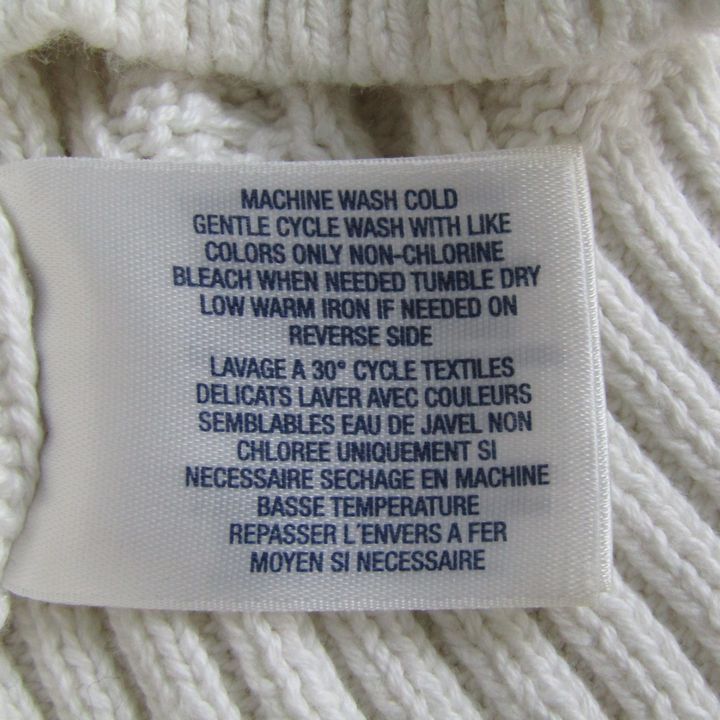 MACHINE WASH COLD
GENTLE CYCLE WASH WITH LIKE
COLORS ONLY NON-CHLORINE
BLEACH WHEN NEEDED TUMBLE DRY
LOW WARM IRON IF NEEDED ON
REVERSE SIDE
LAVAGE A 30° CYCLE TEXTILES
DELICATS LAVER AVEC COULEURS
SEMBLABLES EAU DE JAVEL NON
CHLOREE UNIQUEMENT SI
NECESSAIRE SECHAGE EN MACHINE
BASSE TEMPERATURE
REPASSER L'ENVERS A FER
MOYEN SI NECESSAIRE